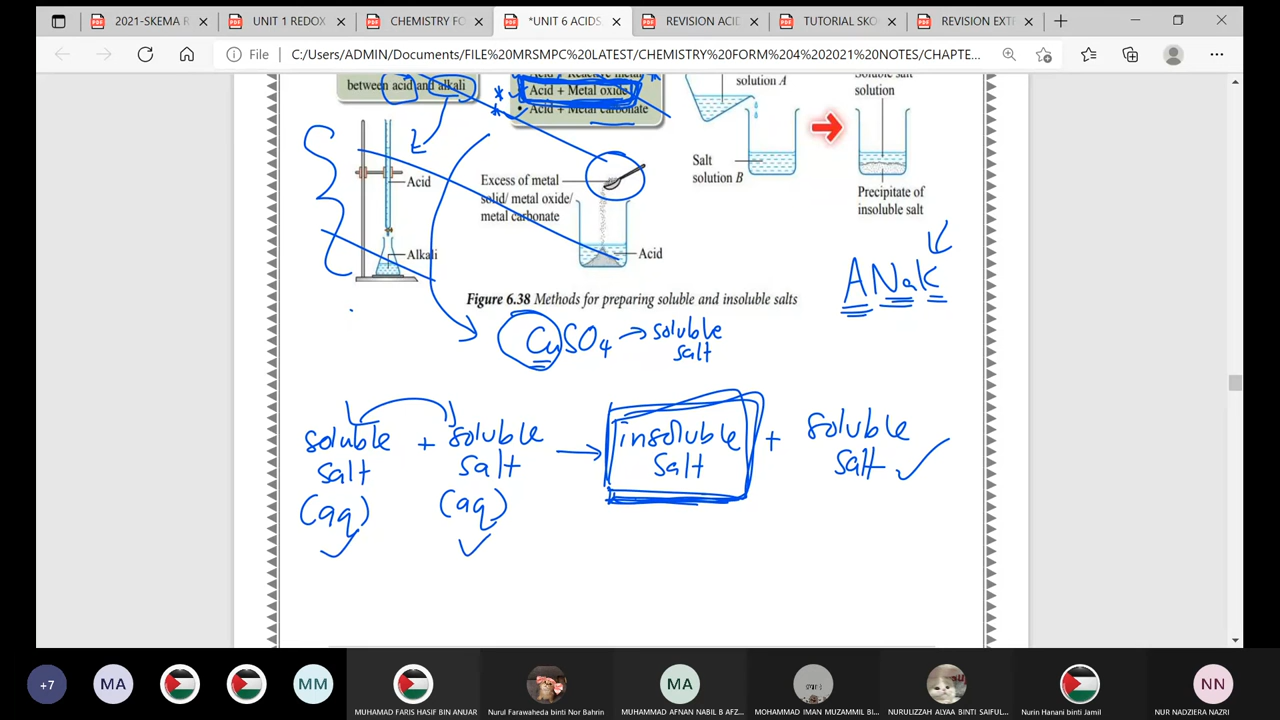 2021-SKEMA R
UNIT 1 REDOX
CHEMISTRY FO
*UNIT 6 ACIDS
REVISION ACID
TUTORIAL SKO
REVISION EXTE
File
C:/Users/ADMIN/Documents/FILE%20MRSMPC%20LATEST/CHEMISTRY%20FORM%204%202021%20NOTES/CHAPTE...
between acid and alkali
Acid + Reactive metal
• Acid + Metal oxide
• Acid + Metal carbonate
solution A
Soluble salt
solution
Acid
Alkali
Excess of metal
solid/ metal oxide/
metal carbonate
Acid
Salt
solution B
Precipitate of
insoluble salt
ANaK
Figure 6.38 Methods for preparing soluble and insoluble salts
CuSO4 → soluble
salt
soluble + soluble → insoluble + soluble
salt salt salt salt
(aq) (aq)
+7
MA
MM
MA
NN
MUHAMAD FARIS HASIF BIN ANUAR
Nurul Farawaheda binti Nor Bahrin
MUHAMMAD AFNAN NABIL B AFZ...
MOHAMMAD IMAN MUZAMMIL BI...
NURULIZZAH ALYAA BINTI SAIFUL...
Nurin Hanani binti Jamil
NUR NADZIERA NAZRI